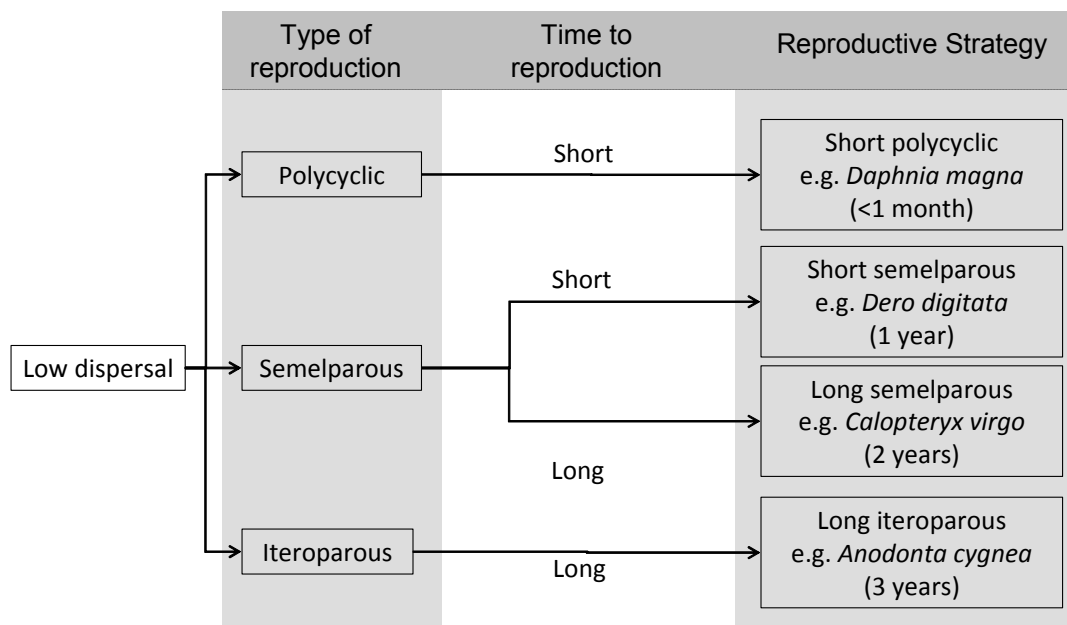 Type of
reproduction
Time to
reproduction
Reproductive Strategy
Low dispersal
Polycyclic
Short
Short polycyclic
e.g. Daphnia magna
(<1 month)
Semelparous
Short
Short semelparous
e.g. Dero digitata
(1 year)
Long
Long semelparous
e.g. Calopteryx virgo
(2 years)
Iteroparous
Long
Long iteroparous
e.g. Anodonta cygnea
(3 years)